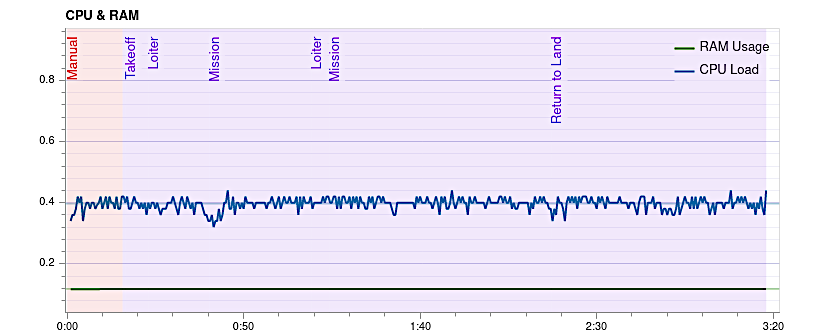 CPU & RAM
Manual
Takeoff
Loiter
Mission
Loiter
Mission
Return to Land
RAM Usage
CPU Load
0.8
0.6
0.4
0.2
0:00 0:50 1:40 2:30 3:20